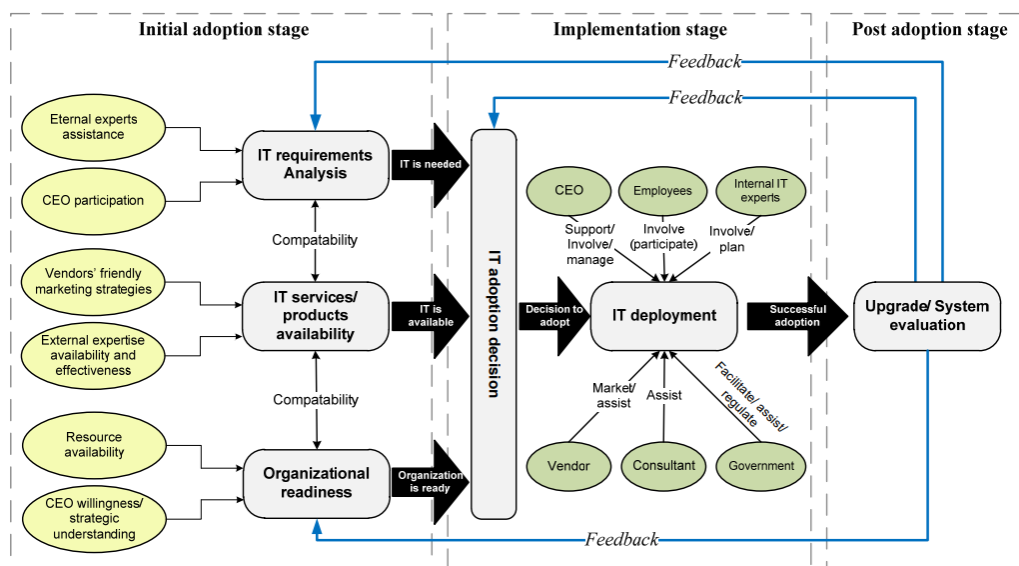 Initial adoption stage
Implementation stage
Post adoption stage
Feedback
Feedback
Eternal experts
assistance
CEO participation
IT requirements
Analysis
IT is needed
Compatability
Vendors' friendly
marketing strategies
External expertise
availability and
effectiveness
IT services/
products
availability
IT is
available
Compatability
Resource
availability
CEO willingness/
strategic
understanding
Organizational
readiness
Organization
is ready
IT adoption decision
Decision to
adopt
CEO
Employees
Internal IT
experts
Support/
Involve/
manage
Involve
(participate)
Involve/
plan
IT deployment
Market/
assist
Assist
Facilitate/ assist/
regulate
Vendor
Consultant
Government
Successful
adoption
Upgrade/ System
evaluation
Feedback